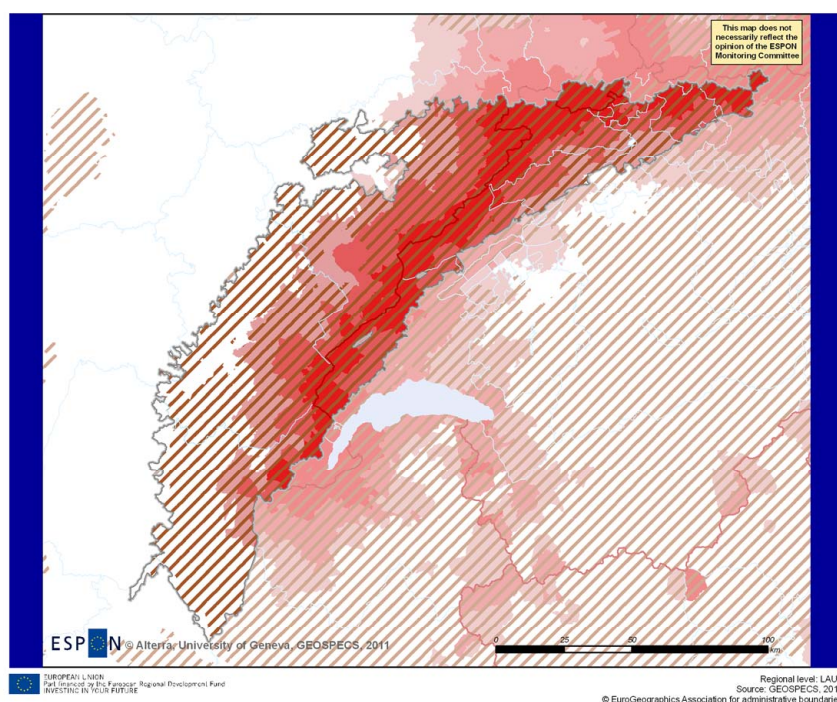 This map does not
necessarily reflect the
opinion of the ESPON
Monitoring Committee
ESPON © Alterra, University of Geneva, GEOSPECS, 2011
0 25 50 100
km
EUROPEAN UNION
Part financed by the European Regional Development Fund
INVESTING IN YOUR FUTURE
Regional level: LAU
Source: GEOSPECS, 201
© EuroGeographics Association for administrative boundarie